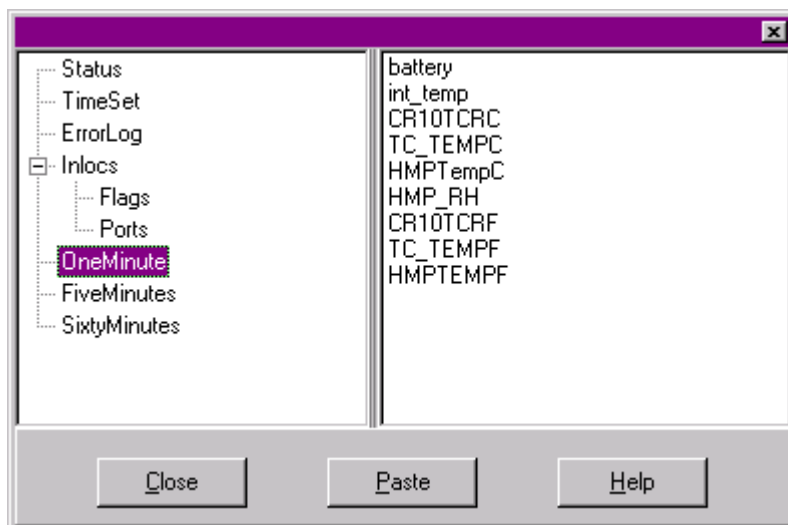 Status
TimeSet
ErrorLog
Inlocs
Flags
Ports
OneMinute
FiveMinutes
SixtyMinutes
battery
int_temp
CR10TCRC
TC_TEMPC
HMPTempC
HMP_RH
CR10TCRF
TC_TEMPF
HMPTEMPF
Close
Paste
Help